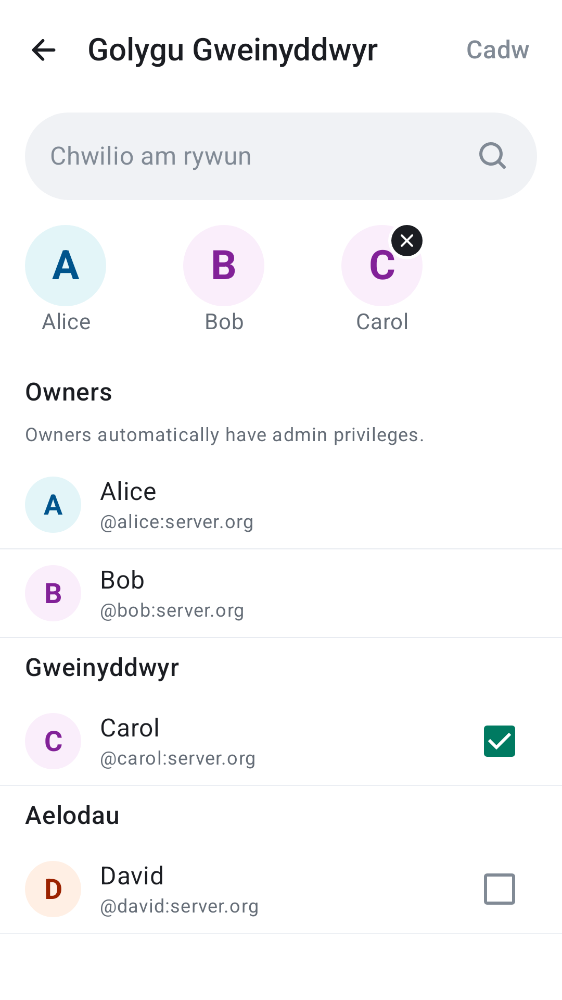 Golygu Gweinyddwyr
Cadw
Chwilio am rywun
A
B
C
Alice
Bob
Carol
Owners
Owners automatically have admin privileges.
A
Alice
@alice:server.org
B
Bob
@bob:server.org
Gweinyddwyr
C
Carol
@carol:server.org
Aelodau
D
David
@david:server.org